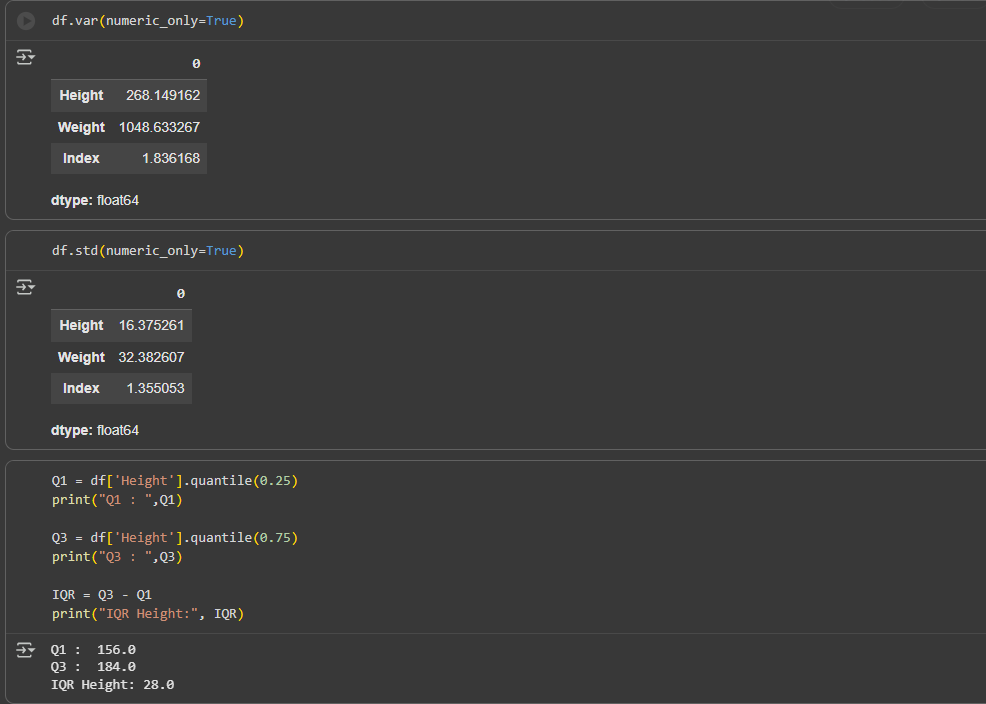 df.var(numeric_only=True)
0
Height 268.149162
Weight 1048.633267
Index 1.836168
dtype: float64
df.std(numeric_only=True)
0
Height 16.375261
Weight 32.382607
Index 1.355053
dtype: float64
Q1 = df['Height'].quantile(0.25)
print("Q1 : ",Q1)
Q3 = df['Height'].quantile(0.75)
print("Q3 : ",Q3)
IQR = Q3 - Q1
print("IQR Height:", IQR)
Q1 :  156.0
Q3 :  184.0
IQR Height: 28.0